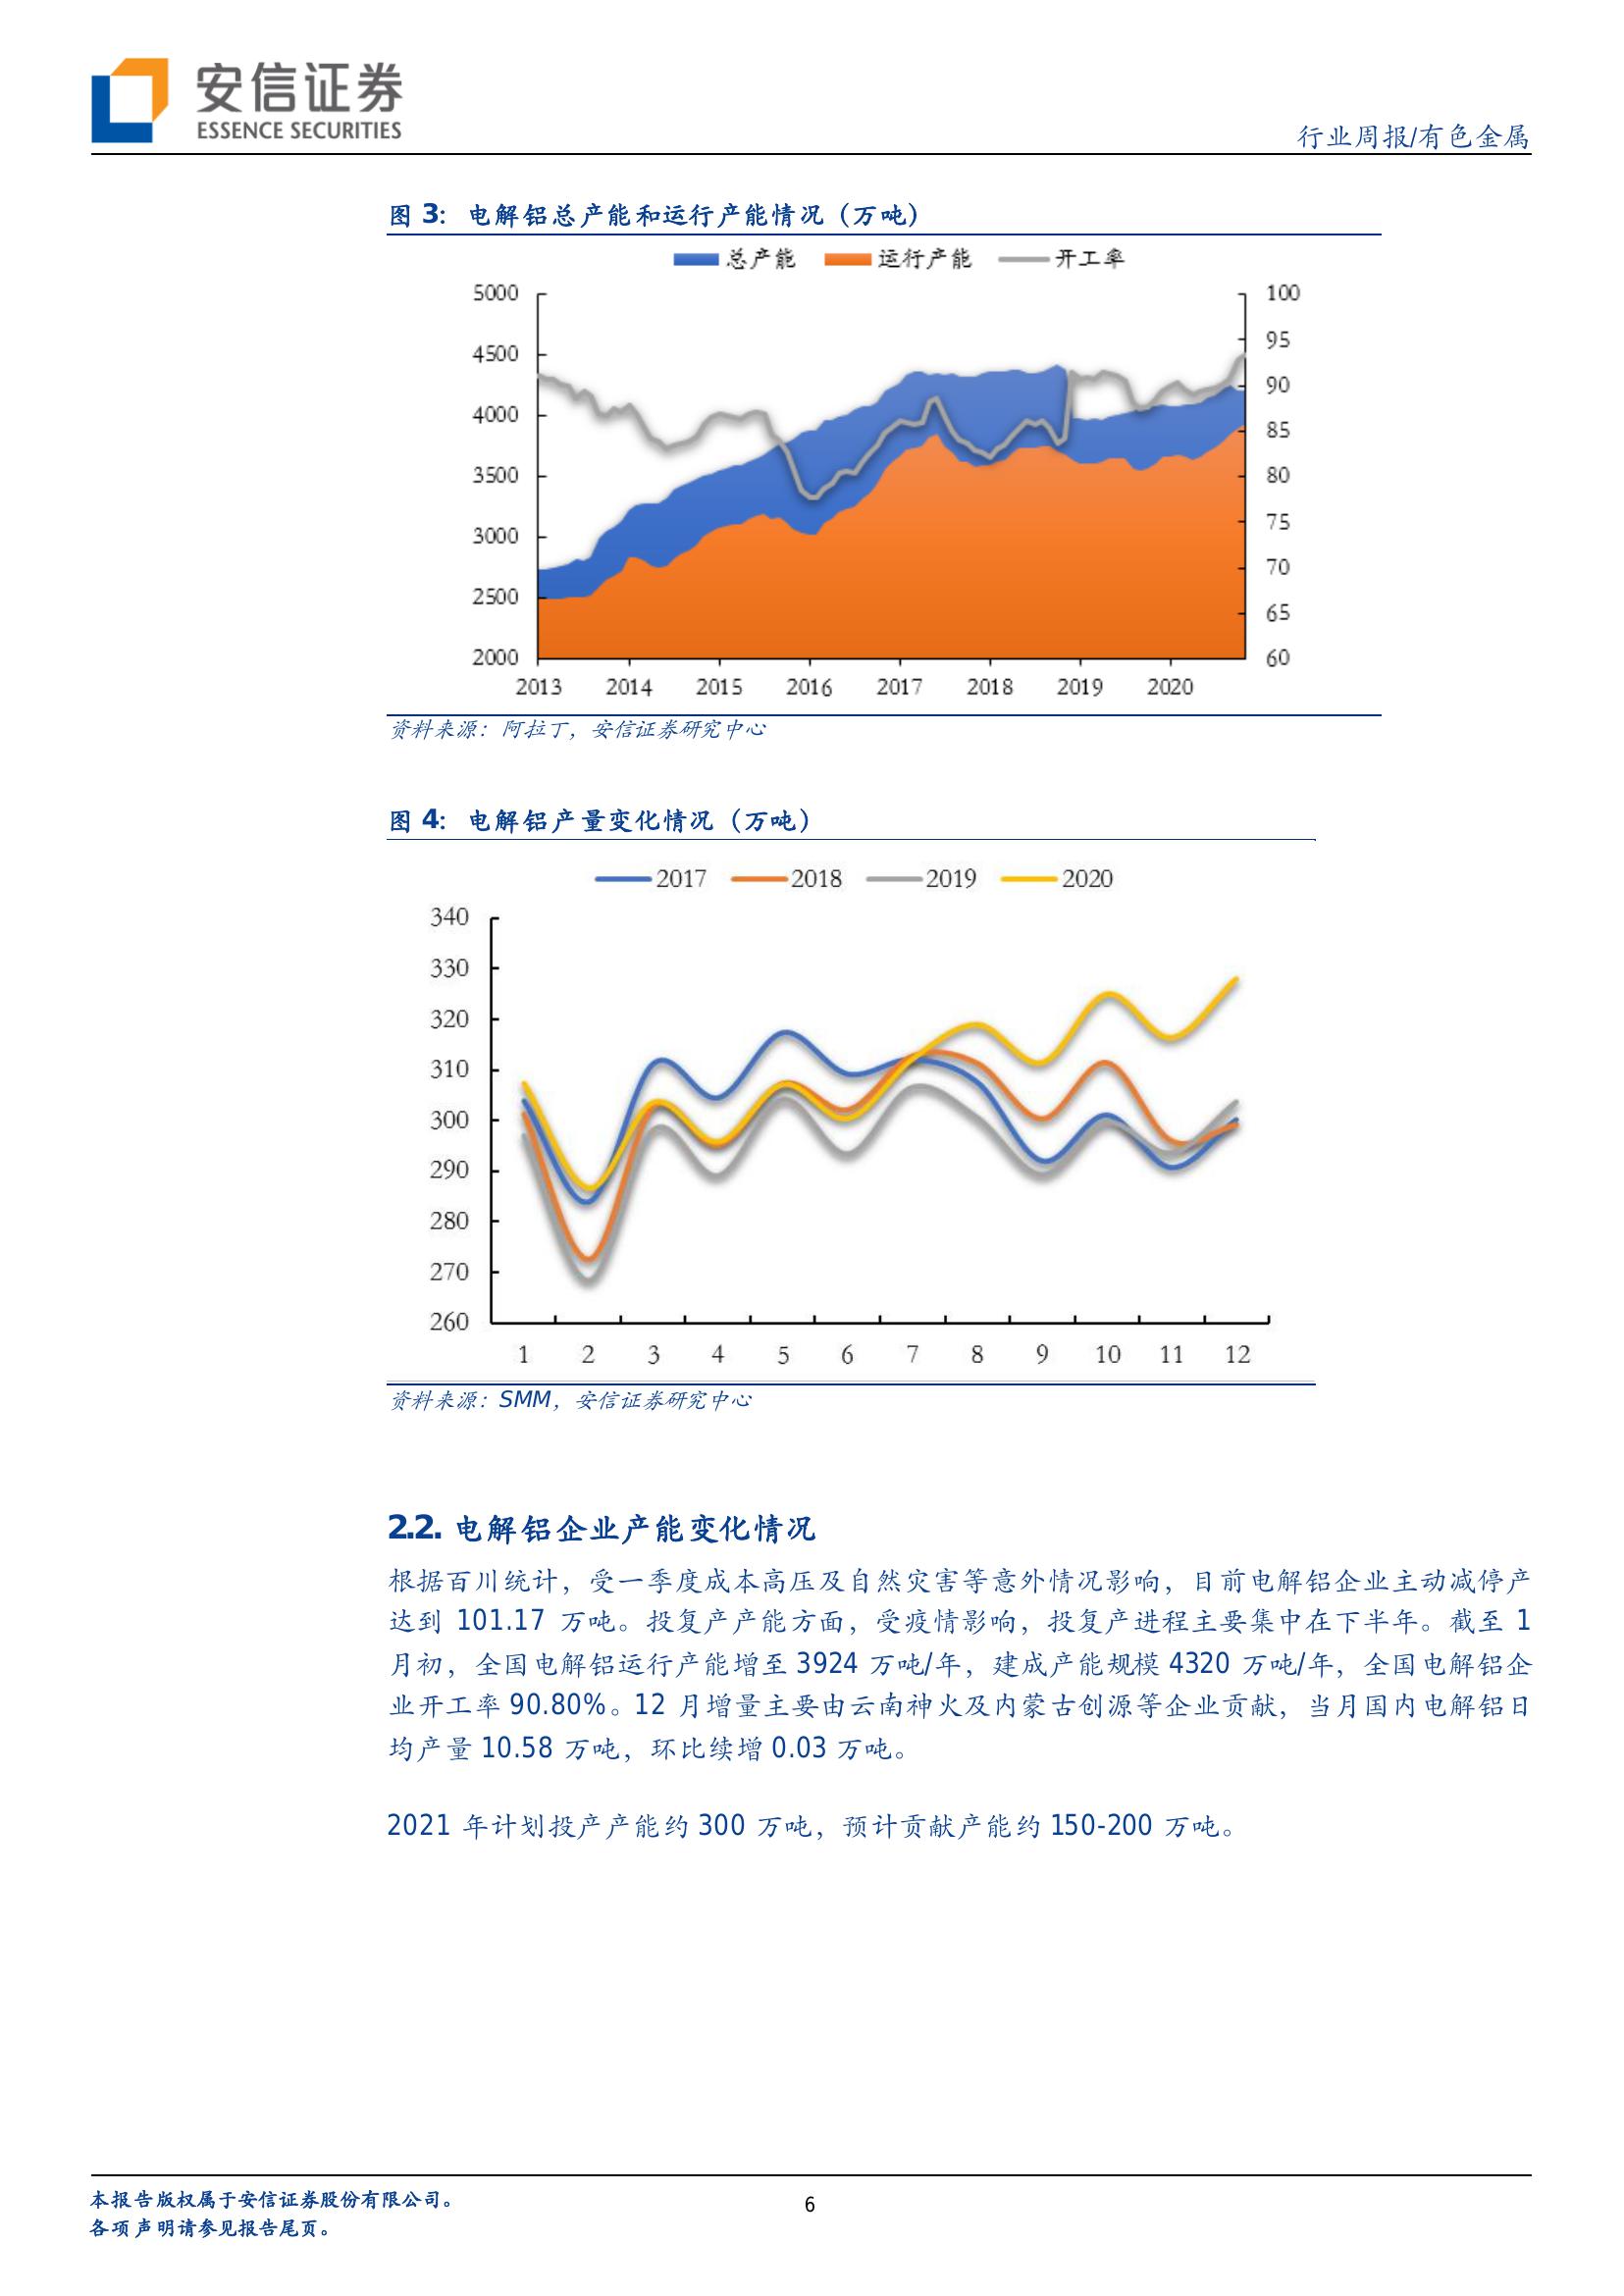 安信证券
ESSENCE SECURITIES
行业周报/有色金属
图 3: 电解铝总产能和运行产能情况（万吨）
总产能 运行产能 开工率
5000 100
95
4500
90
4000
85
3500 80
3000 75
70
2500
65
2000 60
2013 2014 2015 2016 2017 2018 2019 2020
资料来源：阿拉丁，安信证券研究中心
图 4: 电解铝产量变化情况（万吨）
2017 2018 2019 2020
340
330
320
310
300
290
280
270
260
1 2 3 4 5 6 7 8 9 10 11 12
资料来源：SMM，安信证券研究中心
2.2. 电解铝企业产能变化情况
根据百川统计，受一季度成本高压及自然灾害等意外情况影响，目前电解铝企业主动减停产
达到 101.17 万吨。投复产产能方面，受疫情影响，投复产进程主要集中在下半年。截至 1
月初，全国电解铝运行产能增至 3924 万吨/年，建成产能规模 4320 万吨/年，全国电解铝企
业开工率 90.80%。12 月增量主要由云南神火及内蒙古创源等企业贡献，当月国内电解铝日
均产量 10.58 万吨，环比续增 0.03 万吨。
2021 年计划投产产能约 300 万吨，预计贡献产能约 150-200 万吨。
本报告版权属于安信证券股份有限公司。
6
各项声明请参见报告尾页。